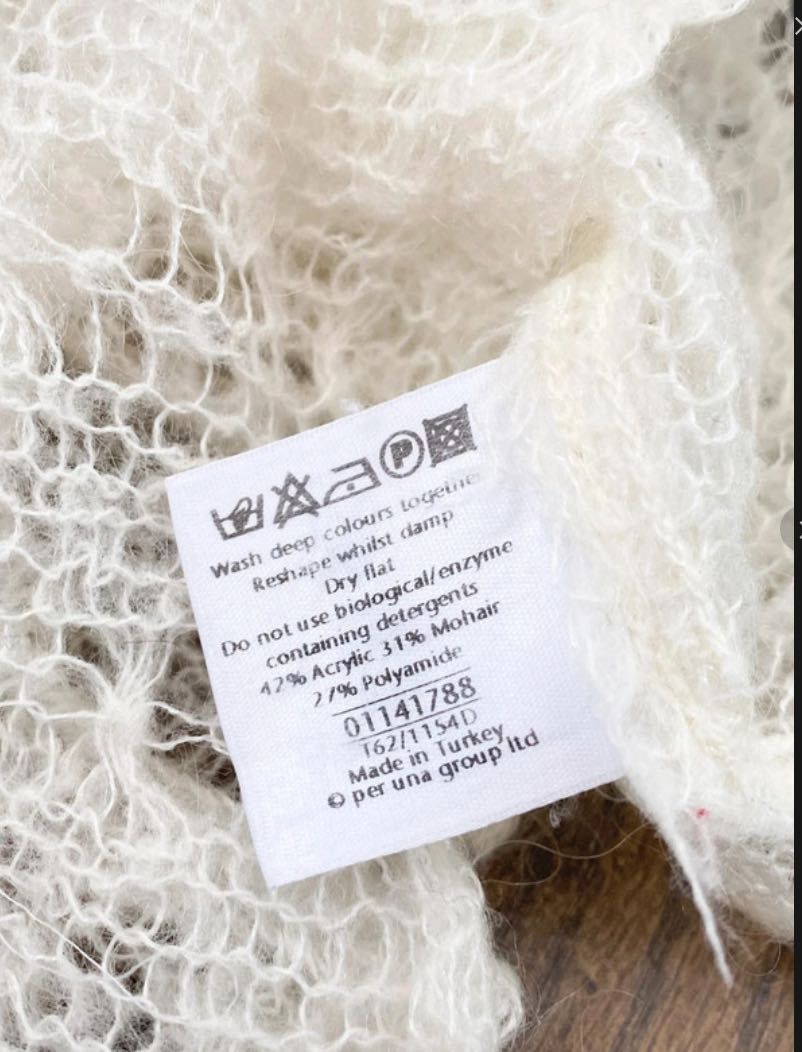 P
Wash deep colours together
Reshape whilst damp
Dry flat
Do not use biological/enzyme
containing detergents
42% Acrylic 31% Mohair
27% Polyamide
01141788
T62/1154D
Made in Turkey
© per una group ltd